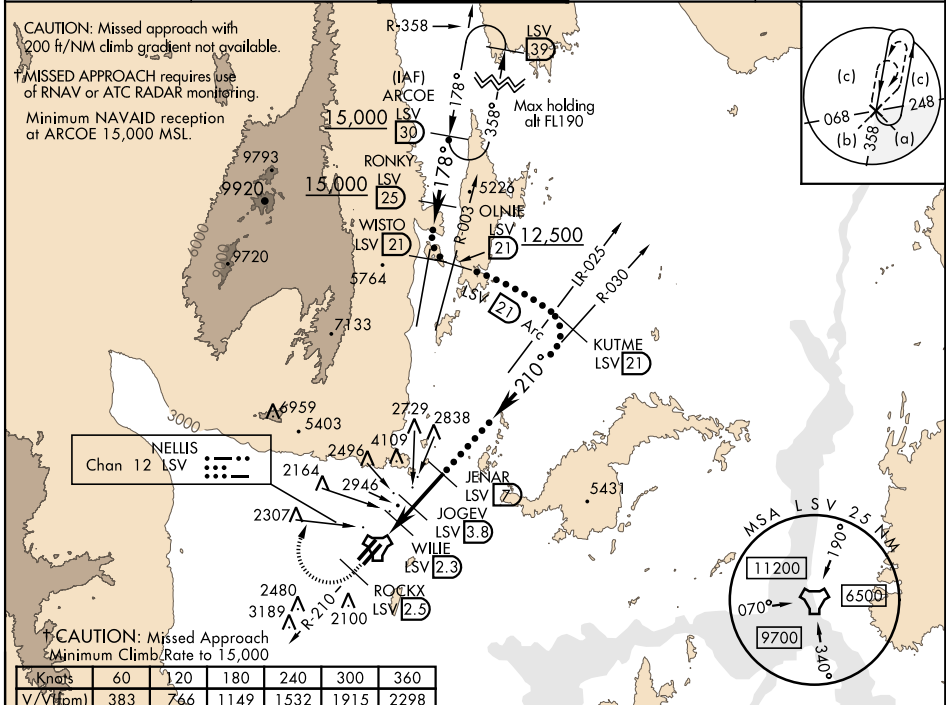 CAUTION: Missed approach with
200 ft/NM climb gradient not available.
† MISSED APPROACH requires use
of RNAV or ATC RADAR monitoring.
Minimum NAVAID reception
at ARCOE 15,000 MSL.
R-358
LSV
39
(IAF)
ARCOE
LSV
30
15,000
178°
358°
Max holding
alt FL190
178°
RONKY
LSV
25
15,000
9793
9920
9720
6000
9000
5226
R-003
OLNIE
LSV
21
12,500
WISTO
LSV 21
5764
7133
LSV 21 Arc
LR-025
R-030
KUTME
LSV 21
210°
3000
6959
5403
2729
2838
4109
2496
2164
2946
2307
NELLIS
Chan 12 LSV
JENAR
LSV 7
JOGEV
LSV 3.8
WILIE
LSV 2.3
ROCKX
LSV 2.5
5431
2480
3189
2100
R-210
(c)
(c)
068
248
(b)
358
(a)
MSA LSV 25 NM
190°
11200
6500
070°
9700
340°
† CAUTION: Missed Approach
Minimum Climb Rate to 15,000
Knots 60 120 180 240 300 360
V/V(fpm) 383 766 1149 1532 1915 2298